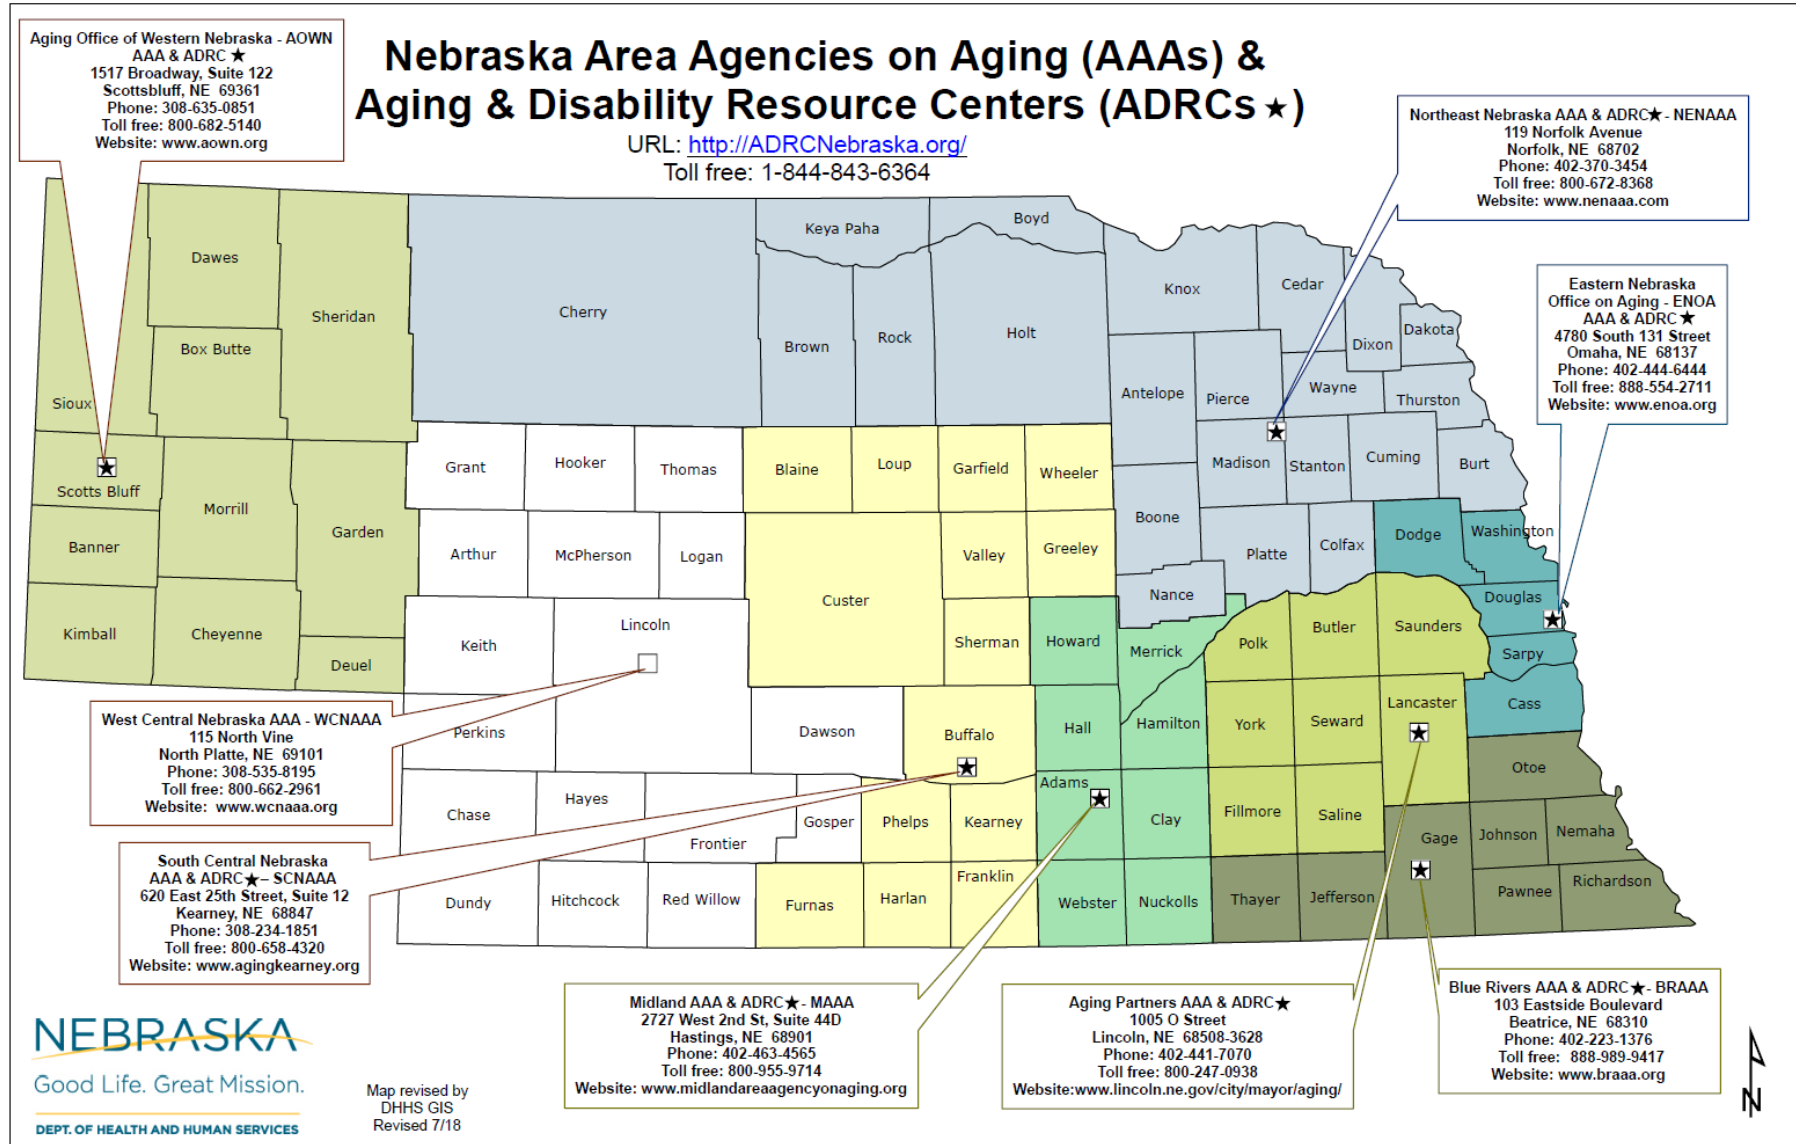 Nebraska Area Agencies on Aging (AAAs) &
Aging & Disability Resource Centers (ADRCs ★)
URL: http://ADRCNebraska.org/
Toll free: 1-844-843-6364
Aging Office of Western Nebraska - AOWN
AAA & ADRC ★
1517 Broadway, Suite 122
Scottsbluff, NE 69361
Phone: 308-635-0851
Toll free: 800-682-5140
Website: www.aown.org
Northeast Nebraska AAA & ADRC★- NENAAA
119 Norfolk Avenue
Norfolk, NE 68702
Phone: 402-370-3454
Toll free: 800-672-8368
Website: www.nenaaa.com
Eastern Nebraska
Office on Aging - ENOA
AAA & ADRC★
4780 South 131 Street
Omaha, NE 68137
Phone: 402-444-6444
Toll free: 888-554-2711
Website: www.enoa.org
Sioux
Dawes
Box Butte
Sheridan
Scotts Bluff
Banner
Kimball
Morrill
Cheyenne
Garden
Deuel
Cherry
Keya Paha
Boyd
Brown
Rock
Holt
Knox
Cedar
Dixon
Dakota
Antelope
Pierce
Wayne
Thurston
Madison
Stanton
Cuming
Burt
Boone
Platte
Colfax
Nance
Dodge
Washington
Douglas
Sarpy
Cass
Grant
Hooker
Thomas
Arthur
McPherson
Logan
Keith
Lincoln
Perkins
Dawson
Chase
Hayes
Frontier
Gosper
Dundy
Hitchcock
Red Willow
Blaine
Loup
Garfield
Wheeler
Custer
Valley
Greeley
Sherman
Buffalo
Phelps
Kearney
Furnas
Harlan
Franklin
Howard
Merrick
Hall
Hamilton
Adams
Clay
Webster
Nuckolls
Polk
Butler
Saunders
York
Seward
Lancaster
Fillmore
Saline
Otoe
Gage
Johnson
Nemaha
Thayer
Jefferson
Pawnee
Richardson
West Central Nebraska AAA - WCNAAA
115 North Vine
North Platte, NE 69101
Phone: 308-535-8195
Toll free: 800-662-2961
Website: www.wcnaaa.org
South Central Nebraska
AAA & ADRC★– SCNAAA
620 East 25th Street, Suite 12
Kearney, NE 68847
Phone: 308-234-1851
Toll free: 800-658-4320
Website: www.agingkearney.org
Midland AAA & ADRC★- MAAA
2727 West 2nd St, Suite 44D
Hastings, NE 68901
Phone: 402-463-4565
Toll free: 800-955-9714
Website: www.midlandareaagencyonaging.org
Aging Partners AAA & ADRC★
1005 O Street
Lincoln, NE 68508-3628
Phone: 402-441-7070
Toll free: 800-247-0938
Website:www.lincoln.ne.gov/city/mayor/aging/
Blue Rivers AAA & ADRC★- BRAAA
103 Eastside Boulevard
Beatrice, NE 68310
Phone: 402-223-1376
Toll free: 888-989-9417
Website: www.braaa.org
NEBRASKA
Good Life. Great Mission.
DEPT. OF HEALTH AND HUMAN SERVICES
Map revised by
DHHS GIS
Revised 7/18
N